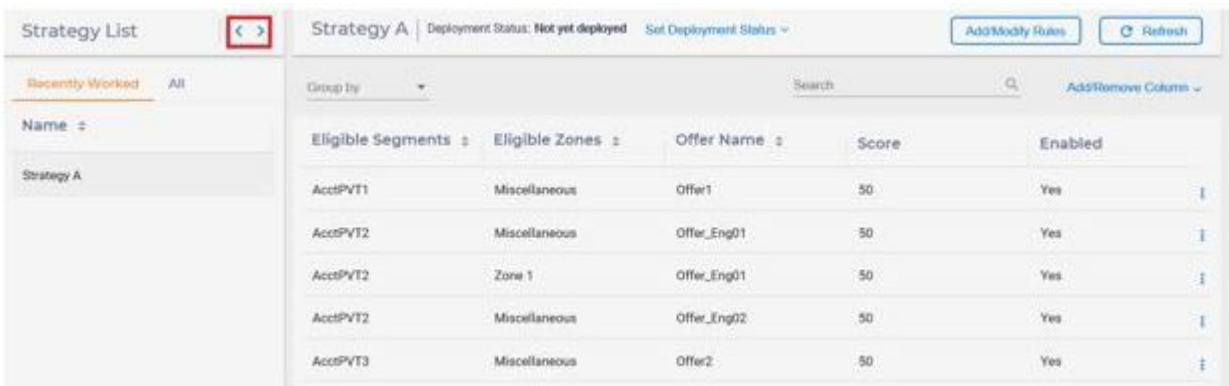 Strategy List < >
Strategy A | Deployment Status: Not yet deployed Set Deployment Status
Add/Modify Rules Refresh
Recently Worked All
Group by Search Add/Remove Column
Name
Strategy A
Eligible Segments Eligible Zones Offer Name Score Enabled
AcctPVT1 Miscellaneous Offer1 50 Yes
AcctPVT2 Miscellaneous Offer_Eng01 50 Yes
AcctPVT2 Zone 1 Offer_Eng01 50 Yes
AcctPVT2 Miscellaneous Offer_Eng02 50 Yes
AcctPVT3 Miscellaneous Offer2 50 Yes